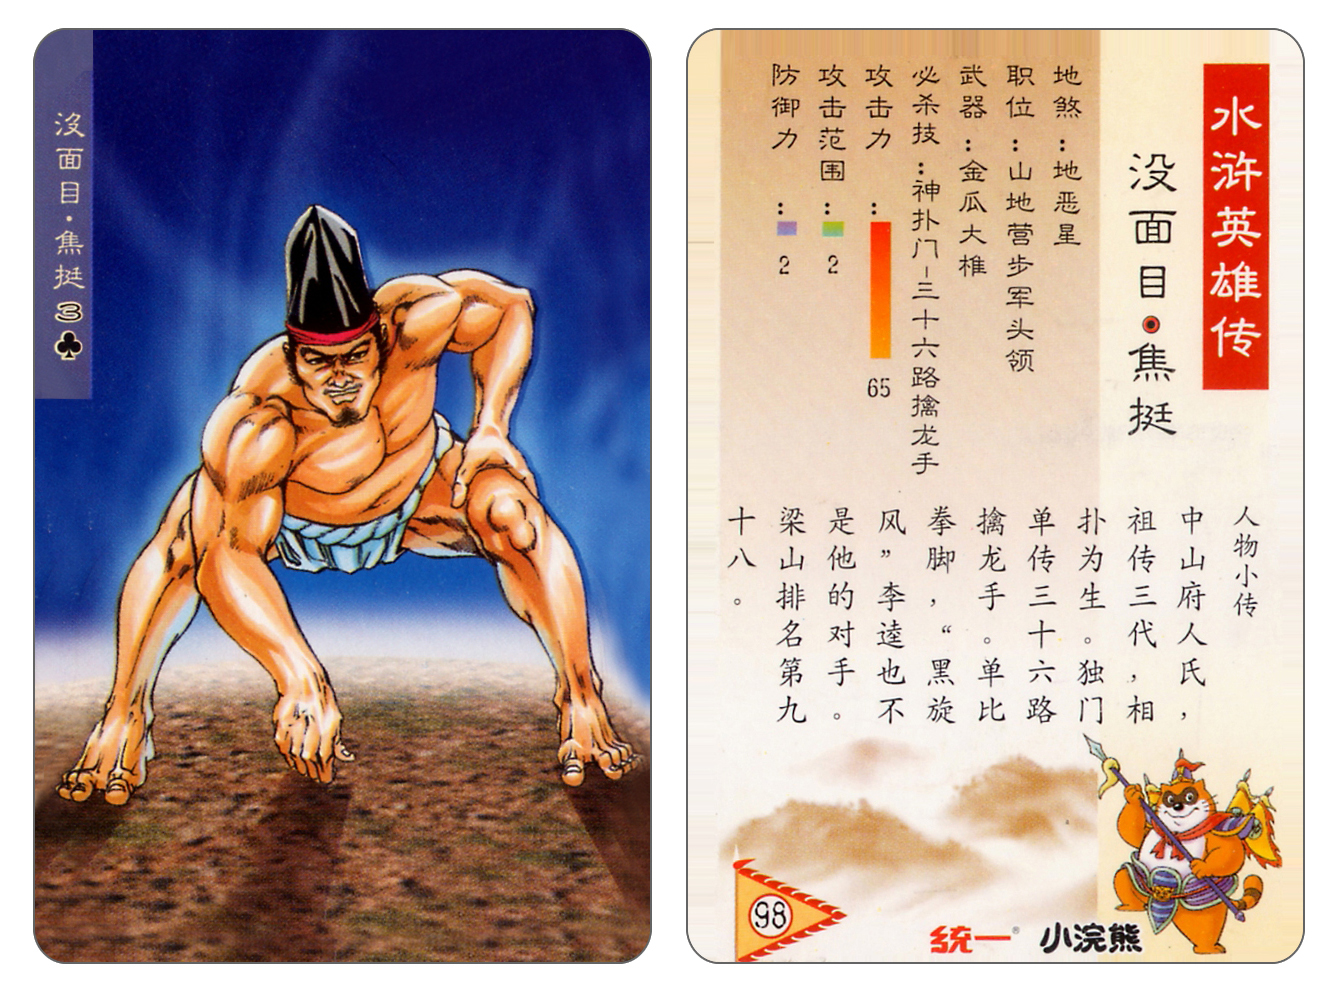 没面目·焦挺3♣
水浒英雄传
没面目·焦挺
地煞：地恶星
职位：山地营步军头领
武器：金瓜大椎
必杀技：神扑门-三十六路擒龙手
攻击力：65
攻击范围：2
防御力：2
人物小传
中山府人氏，
祖传三代，相
扑为生。独门
单传三十六路
擒龙手。单比
拳脚，“黑旋
风”李逵也不
是他的对手。
梁山排名第九
十八。
98
统一®
小浣熊